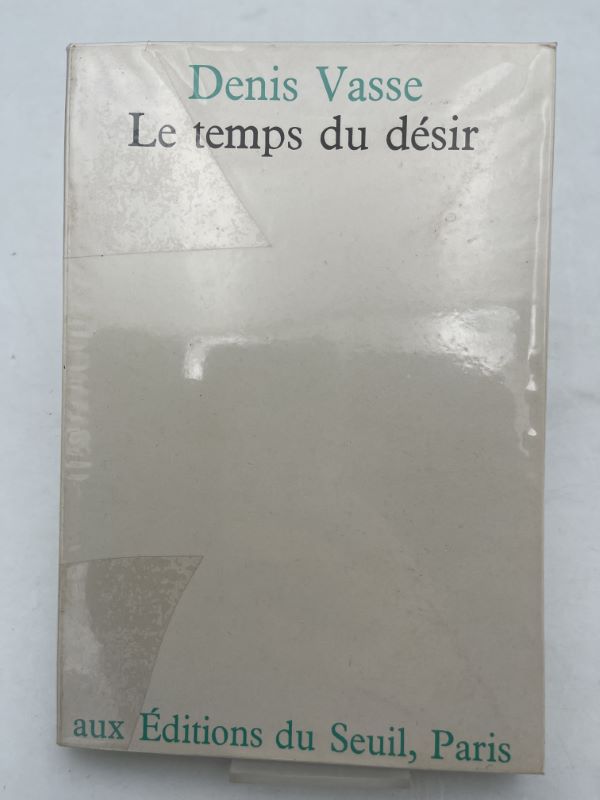 Denis Vasse
Le temps du désir
aux Éditions du Seuil, Paris